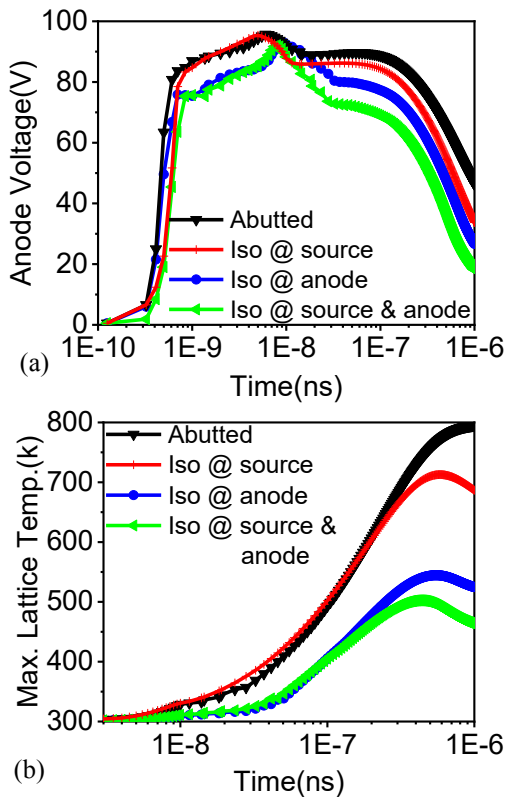 100
80
60
40
20
0
Anode Voltage(V)
Abutted
Iso @ source
Iso @ anode
Iso @ source & anode
1E-10 1E-9 1E-8 1E-7 1E-6
Time(ns)
(a)
800
700
600
500
400
300
Max. Lattice Temp.(k)
Abutted
Iso @ source
Iso @ anode
Iso @ source &
anode
1E-8 1E-7 1E-6
Time(ns)
(b)